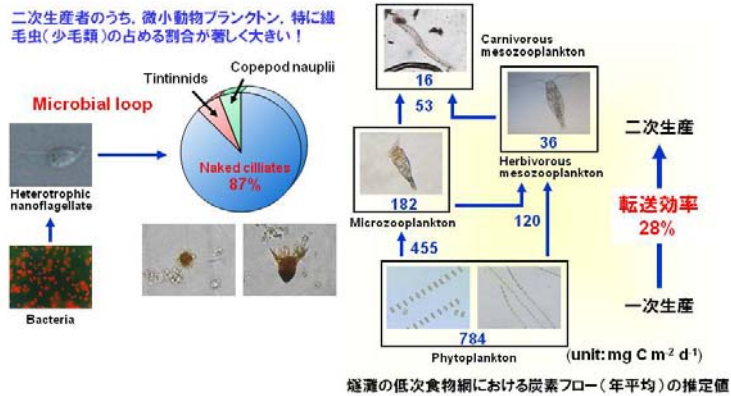 二次生産者のうち，微小動物プランクトン，特に繊
毛虫（少毛類）の占める割合が著しく大きい！
Tintinnids
Copepod nauplii
Microbial loop
Naked cilliates
87%
Heterotrophic
nanoflagellate
Bacteria
Carnivorous
mesozooplankton
16
53
36
Herbivorous
mesozooplankton
182
Microzooplankton
120
455
784
Phytoplankton
二次生産
転送効率
28%
一次生産
(unit: mg C m⁻² d⁻¹)
燧灘の低次食物網における炭素フロー（年平均）の推定値